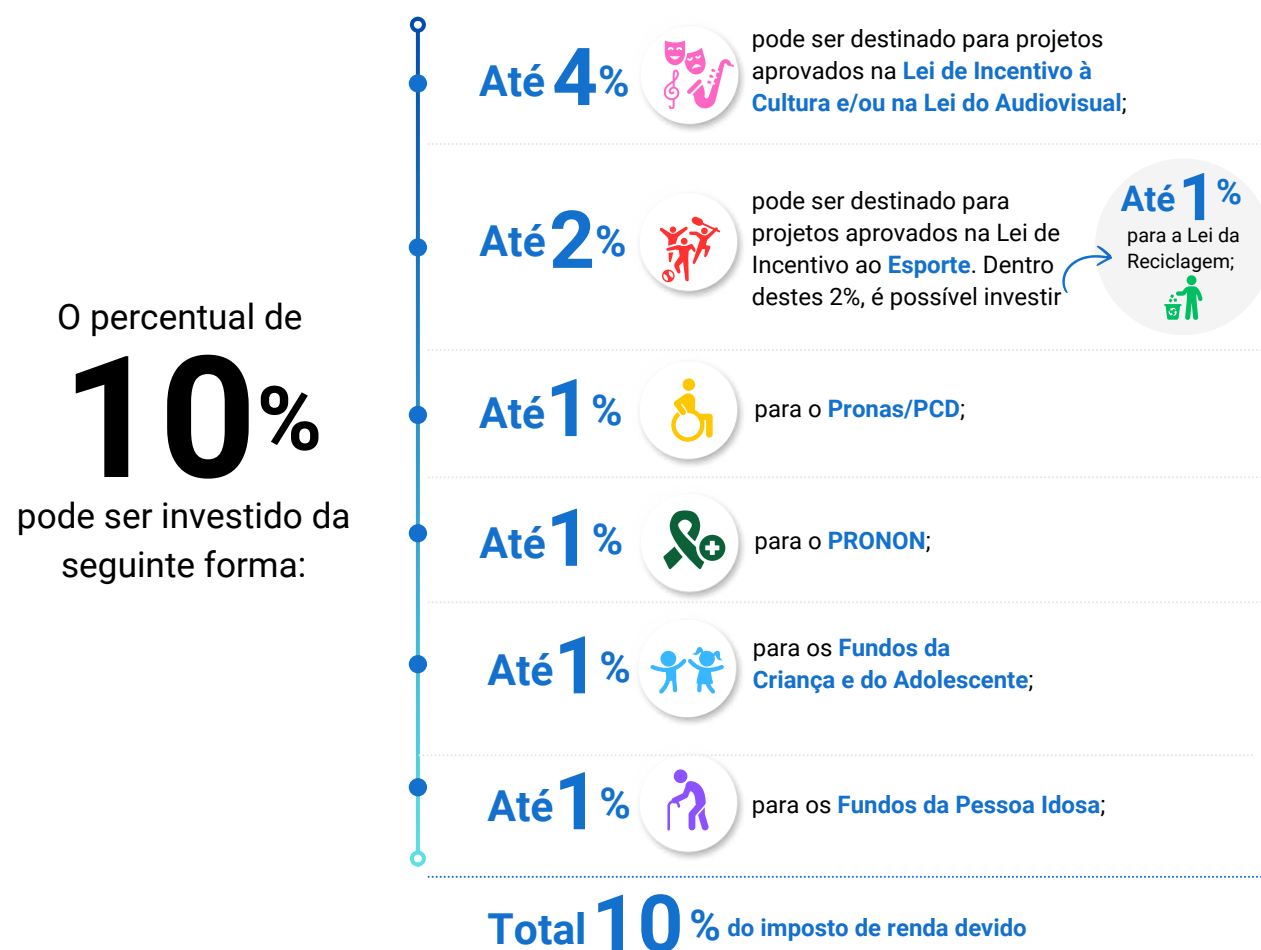 O percentual de
10%
pode ser investido da
seguinte forma:
Até 4%
pode ser destinado para projetos
aprovados na Lei de Incentivo à
Cultura e/ou na Lei do Audiovisual;
Até 2%
pode ser destinado para
projetos aprovados na Lei de
Incentivo ao Esporte. Dentro
destes 2%, é possível investir
Até 1%
para a Lei da
Reciclagem;
Até 1%
para o Pronas/PCD;
Até 1%
para o PRONON;
Até 1%
para os Fundos da
Criança e do Adolescente;
Até 1%
para os Fundos da Pessoa Idosa;
Total 10% do imposto de renda devido